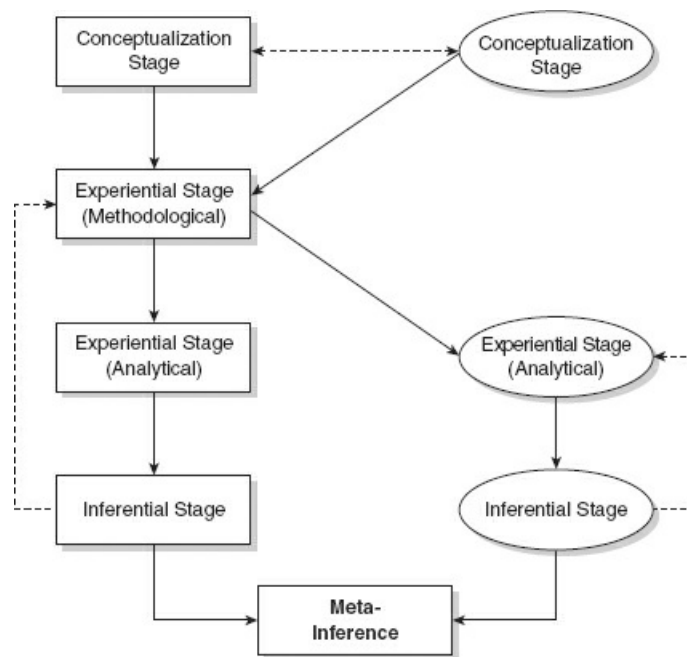 Conceptualization
Stage
Conceptualization
Stage
Experiential Stage
(Methodological)
Experiential Stage
(Analytical)
Experiential Stage
(Analytical)
Inferential Stage
Inferential Stage
Meta-
Inference